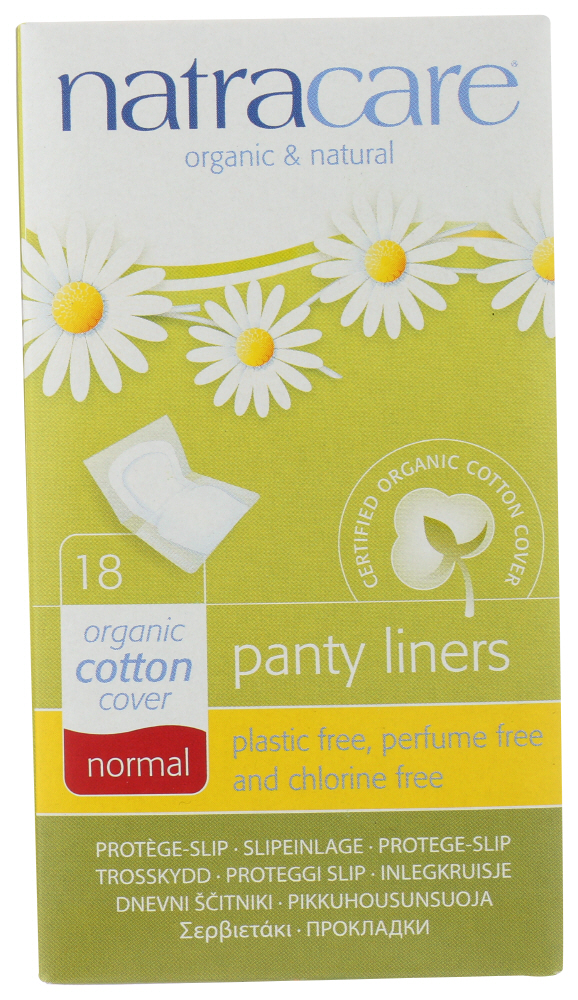 natracare®
organic & natural
CERTIFIED ORGANIC COTTON COVER
18
organic
cotton
cover
normal
panty liners
plastic free, perfume free
and chlorine free
PROTÈGE-SLIP · SLIPEINLAGE · PROTEGE-SLIP
TROSSKYDD · PROTEGGI SLIP · INLEGKRUISJE
DNEVNI ŠČITNIKI · PIKKUHOUSUNSUOJA
Σερβιετάκι · ПРОКЛАДКИ